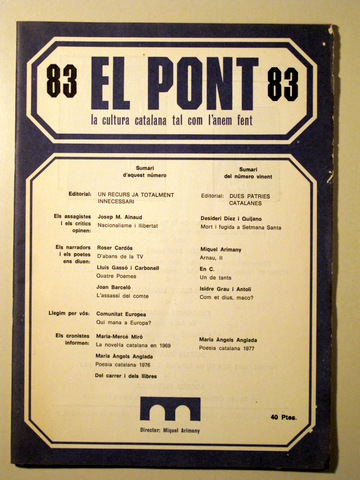 83 EL PONT 83
la cultura catalana tal com l'anem fent
Sumari
d'aquest número
Sumari
del número vinent
Editorial: UN RECURS JA TOTALMENT
INNECESSARI
Editorial: DUES PÀTRIES
CATALANES
Els assagistes
i els crítics
opinen:
Josep M. Ainaud
Nacionalisme i llibertat
Desideri Díez i Quijano
Mort i fugida a Setmana Santa
Els narradors
i els poetes
ens diuen:
Roser Cardús
D'abans de la TV
Lluís Gassó i Carbonell
Quatre Poemes
Joan Barceló
L'assassí del comte
Miquel Arimany
Arnau, II
En C.
Un de tants
Isidre Grau i Antolí
Com et dius, maco?
Llegim per vós:
Comunitat Europea
Qui mana a Europa?
Els cronistes
informen:
Maria-Mercè Miró
La novel·la catalana en 1969
Maria Àngels Anglada
Poesia catalana 1976
Del carrer i dels llibres
Maria Àngels Anglada
Poesia catalana 1977
40 Ptes.
Director: Miquel Arimany